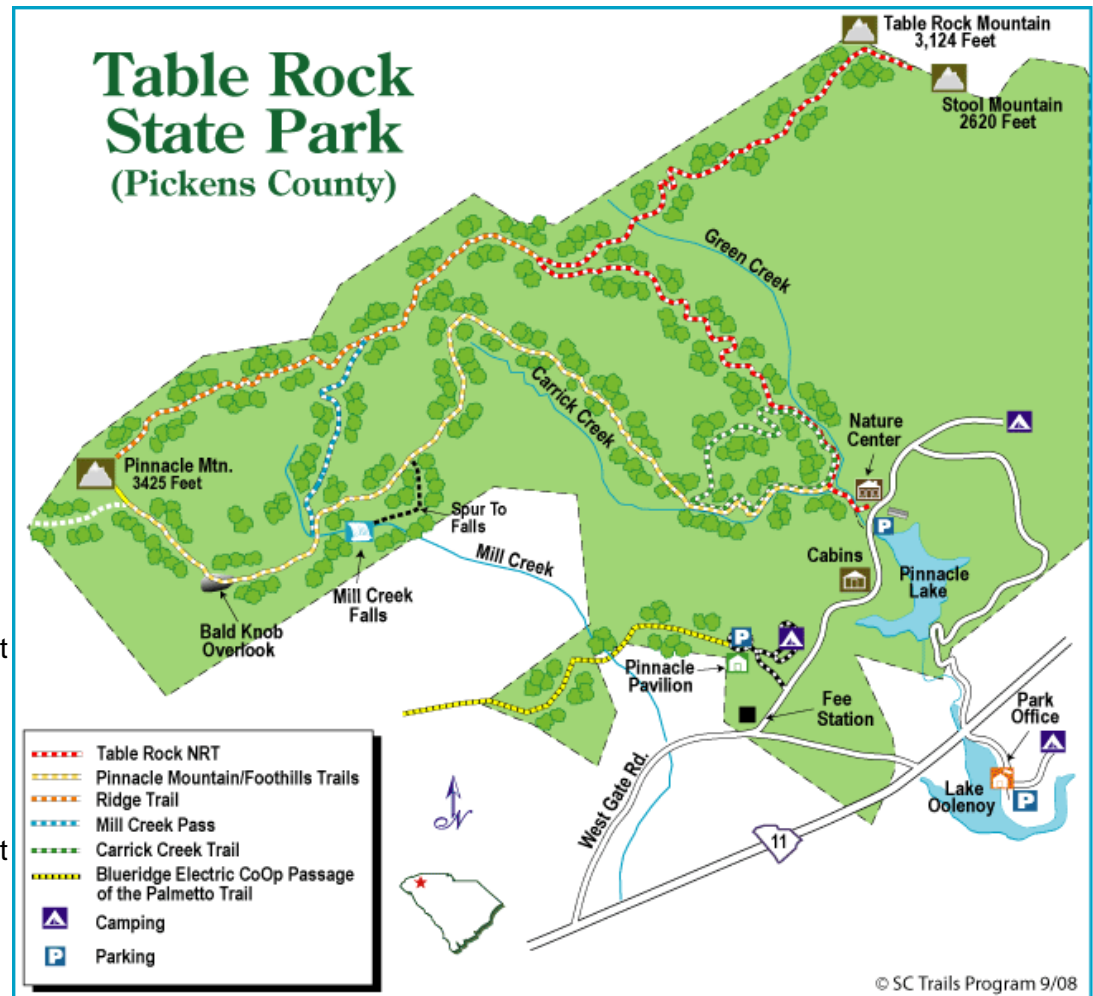 Table Rock
State Park
(Pickens County)
Table Rock Mountain
3,124 Feet
Stool Mountain
2620 Feet
Green Creek
Carrick Creek
Nature
Center
Pinnacle Mtn.
3425 Feet
Spur To
Falls
Mill Creek
Cabins
P
Pinnacle
Lake
Mill Creek
Falls
Bald Knob
Overlook
t
P
Pinnacle
Pavilion
Fee
Station
Park
Office
Lake
Oolenoy
P
West Gate Rd.
11
N
Table Rock NRT
Pinnacle Mountain/Foothills Trails
Ridge Trail
Mill Creek Pass
Carrick Creek Trail
t
Blueridge Electric CoOp Passage
of the Palmetto Trail
Camping
P
Parking
© SC Trails Program 9/08